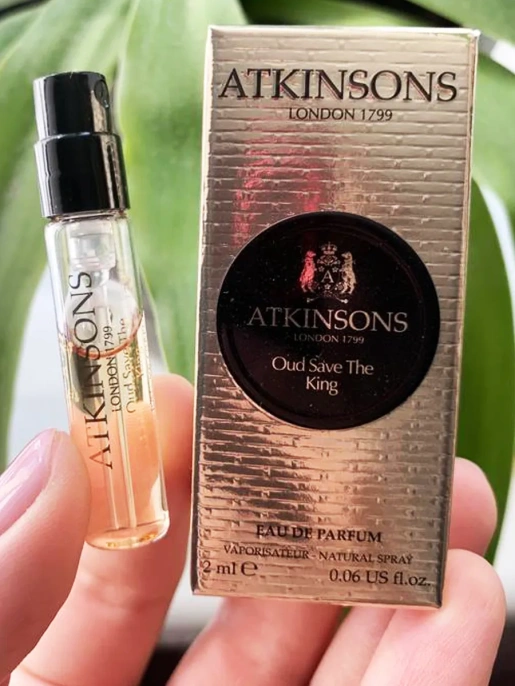 ATKINSONS
LONDON 1799
Oud Save The
ATKINSONS
LONDON 1799
ATKINSONS
LONDON 1799
Oud Save The
King
EAU DE PARFUM
VAPORISATEUR - NATURAL SPRAY
2 ml ℮ 0.06 US fl.oz.